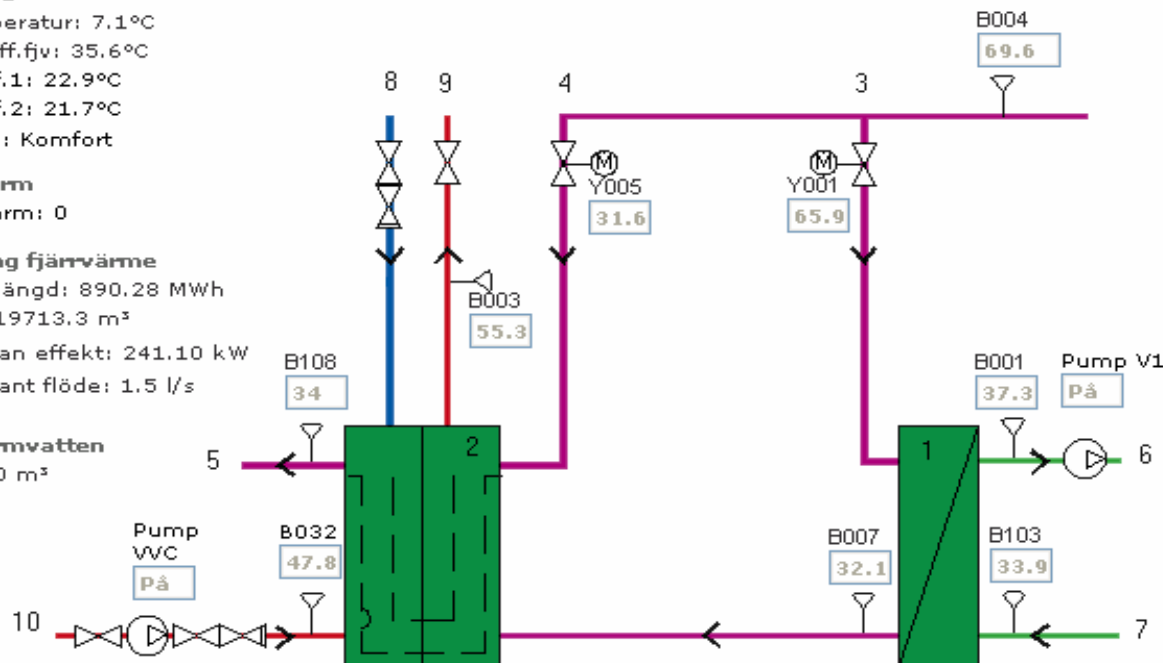 peratur: 7.1°C
ff.fjv: 35.6°C
f.1: 22.9°C
f.2: 21.7°C
: Komfort
rm
arm: 0
ng fjärrvärme
ängd: 890.28 MWh
19713.3 m³
an effekt: 241.10 kW
ant flöde: 1.5 l/s
rmvatten
0 m³
B004
69.6
8
9
4
3
M
Y005
31.6
M
Y001
65.9
B003
55.3
B108
34
B001
37.3
Pump V1
På
5
2
1
6
Pump
VVC
På
B032
47.8
B007
32.1
B103
33.9
10
7